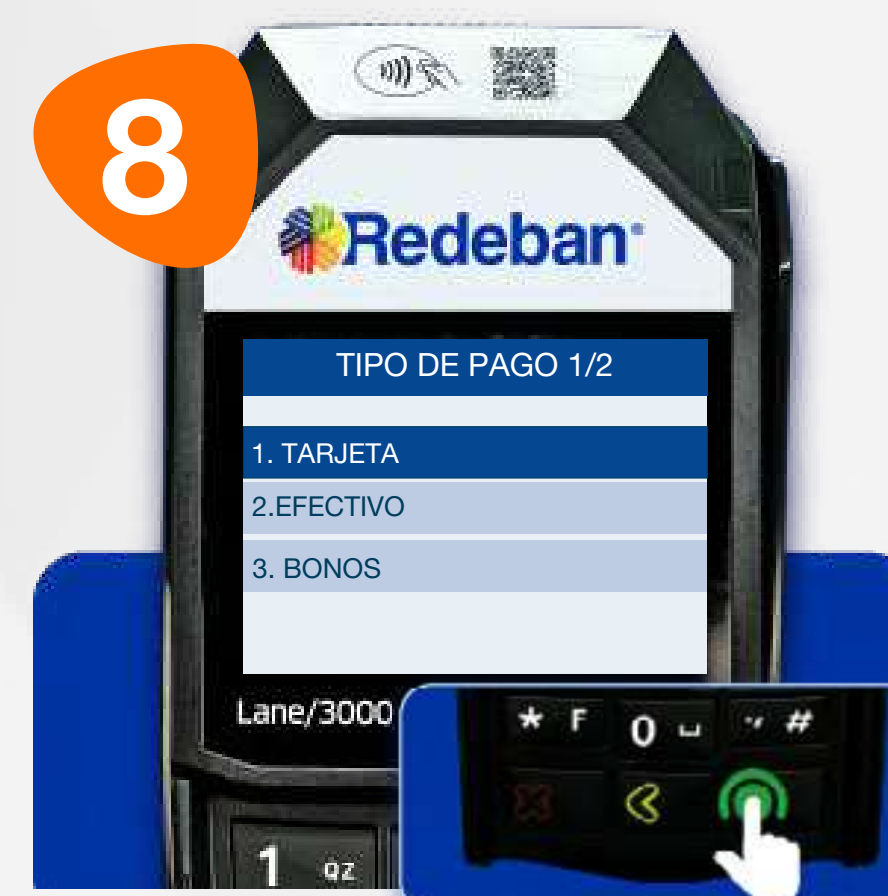 8
Redeban
TIPO DE PAGO 1/2
1. TARJETA
2.EFECTIVO
3. BONOS
Lane/3000
* F 0 #
1 QZ